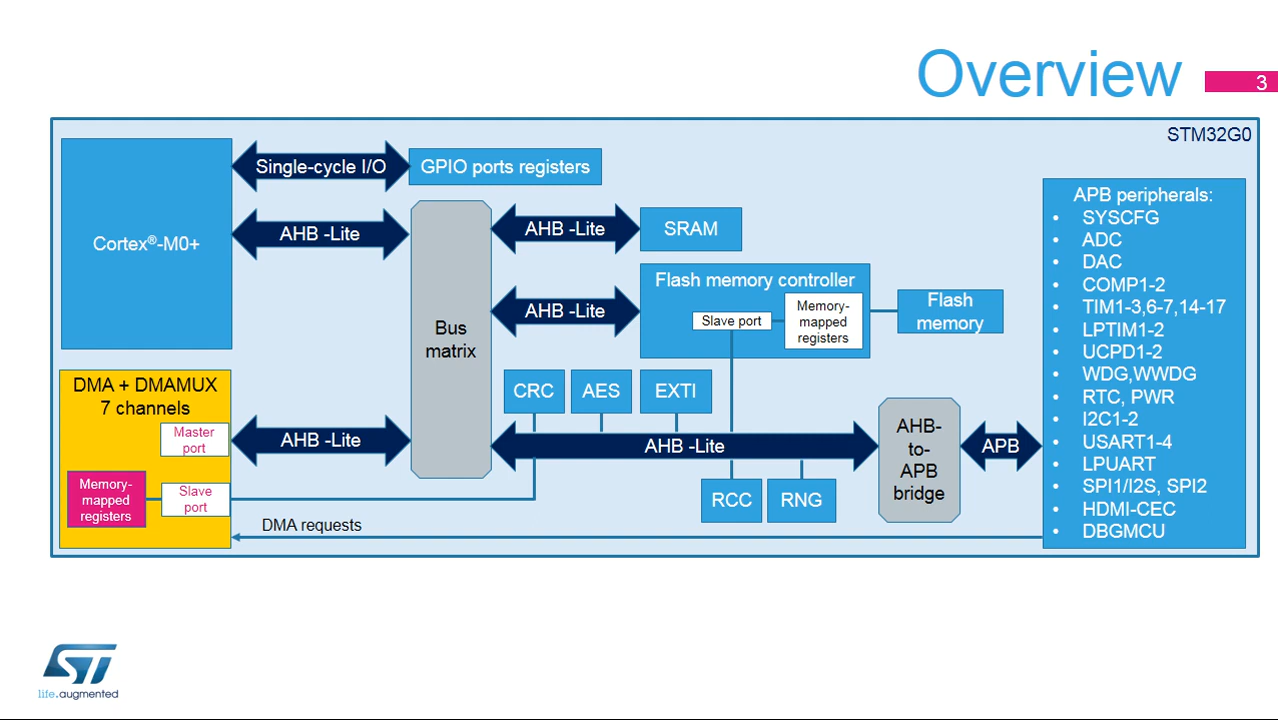 Overview
3
STM32G0
Cortex®-M0+
Single-cycle I/O
GPIO ports registers
AHB -Lite
Bus
matrix
AHB -Lite
SRAM
AHB -Lite
Flash memory controller
Slave port
Memory-
mapped
registers
Flash
memory
DMA + DMAMUX
7 channels
Master
port
Memory-
mapped
registers
Slave
port
AHB -Lite
CRC
AES
EXTI
AHB -Lite
RCC
RNG
AHB-
to-
APB
bridge
APB
DMA requests
APB peripherals:
• SYSCFG
• ADC
• DAC
• COMP1-2
• TIM1-3,6-7,14-17
• LPTIM1-2
• UCPD1-2
• WDG,WWDG
• RTC, PWR
• I2C1-2
• USART1-4
• LPUART
• SPI1/I2S, SPI2
• HDMI-CEC
• DBGMCU
ST
life.augmented